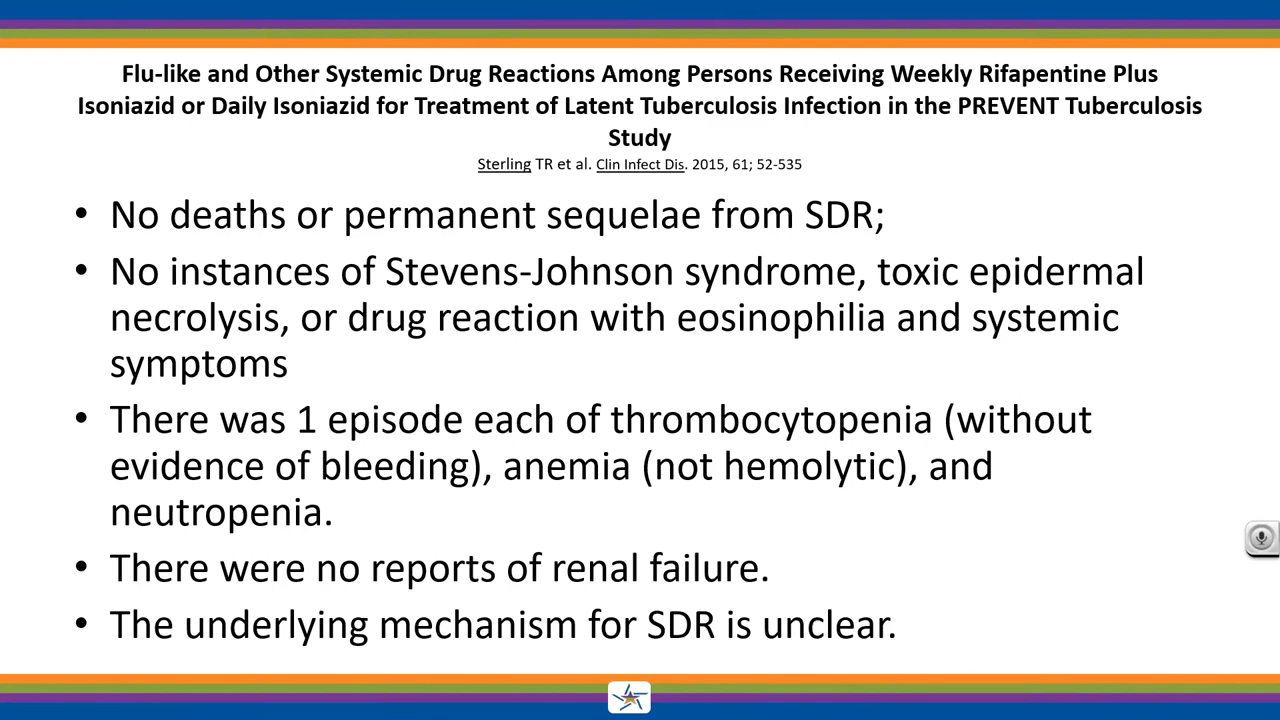 Flu-like and Other Systemic Drug Reactions Among Persons Receiving Weekly Rifapentine Plus
Isoniazid or Daily Isoniazid for Treatment of Latent Tuberculosis Infection in the PREVENT Tuberculosis
Study
Sterling TR et al. Clin Infect Dis. 2015, 61; 52-535
• No deaths or permanent sequelae from SDR;
• No instances of Stevens-Johnson syndrome, toxic epidermal
necrolysis, or drug reaction with eosinophilia and systemic
symptoms
• There was 1 episode each of thrombocytopenia (without
evidence of bleeding), anemia (not hemolytic), and
neutropenia.
• There were no reports of renal failure.
• The underlying mechanism for SDR is unclear.